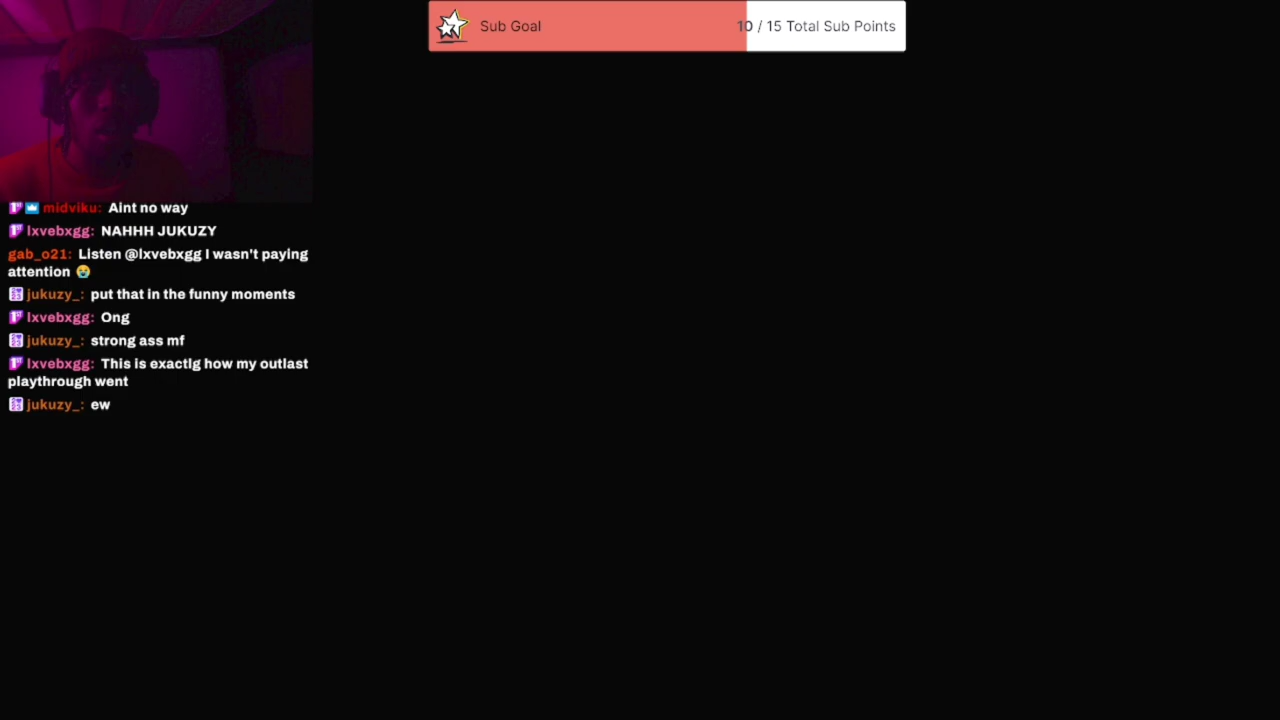 Sub Goal 10 / 15 Total Sub Points
midviku: Aint no way
lxvebxgg: NAHHH JUKUZY
gab_o21: Listen @lxvebxgg I wasn't paying
attention 😭
jukuzy_: put that in the funny moments
lxvebxgg: Ong
jukuzy_: strong ass mf
lxvebxgg: This is exactlg how my outlast
playthrough went
jukuzy_: ew